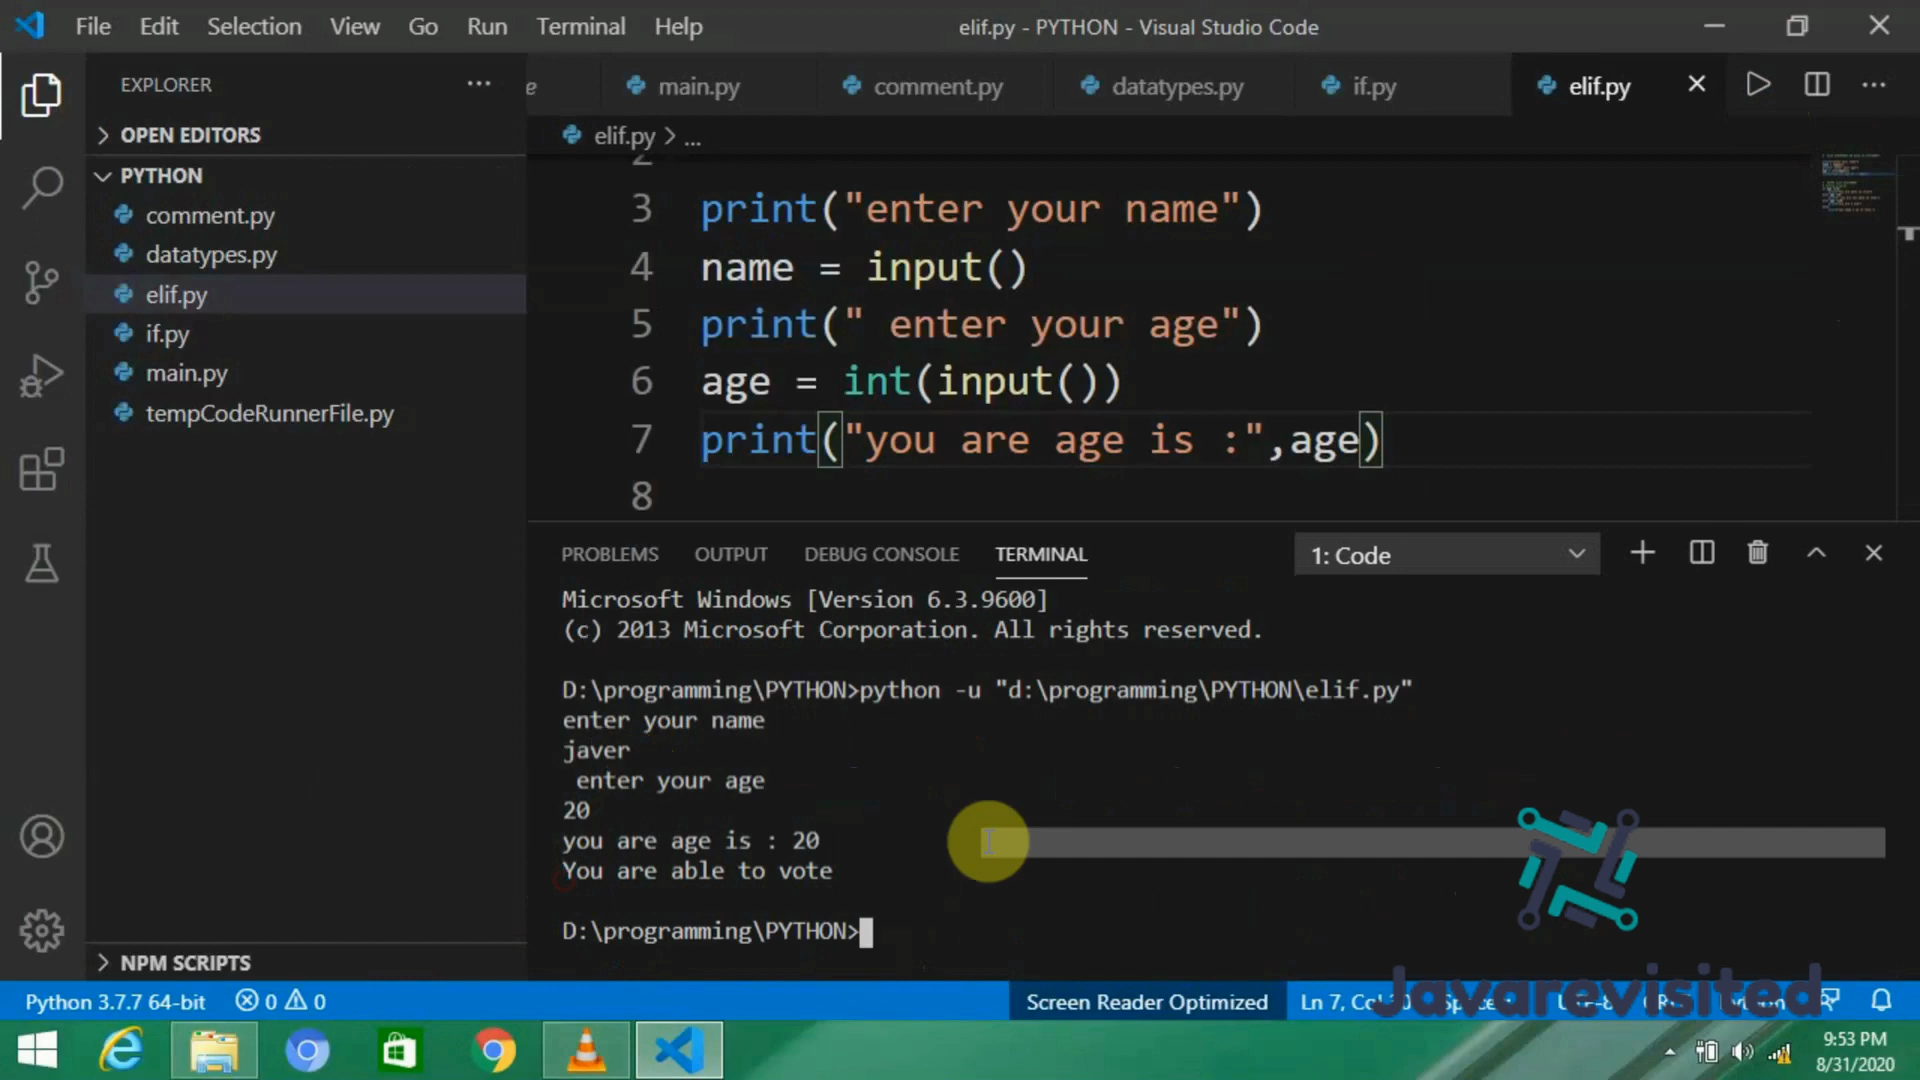 File Edit Selection View Go Run Terminal Help
elif.py - PYTHON - Visual Studio Code
EXPLORER
OPEN EDITORS
PYTHON
comment.py
datatypes.py
elif.py
if.py
main.py
tempCodeRunnerFile.py
NPM SCRIPTS
e main.py comment.py datatypes.py if.py elif.py
elif.py > ...
2
3 print("enter your name")
4 name = input()
5 print(" enter your age")
6 age = int(input())
7 print("you are age is :",age)
8
PROBLEMS OUTPUT DEBUG CONSOLE TERMINAL 1: Code
Microsoft Windows [Version 6.3.9600]
(c) 2013 Microsoft Corporation. All rights reserved.
D:\programming\PYTHON>python -u "d:\programming\PYTHON\elif.py"
enter your name
javer
enter your age
20
you are age is : 20
You are able to vote
D:\programming\PYTHON>
Javarevisited
Python 3.7.7 64-bit 0 0 Screen Reader Optimized Ln 7,
9:53 PM
8/31/2020